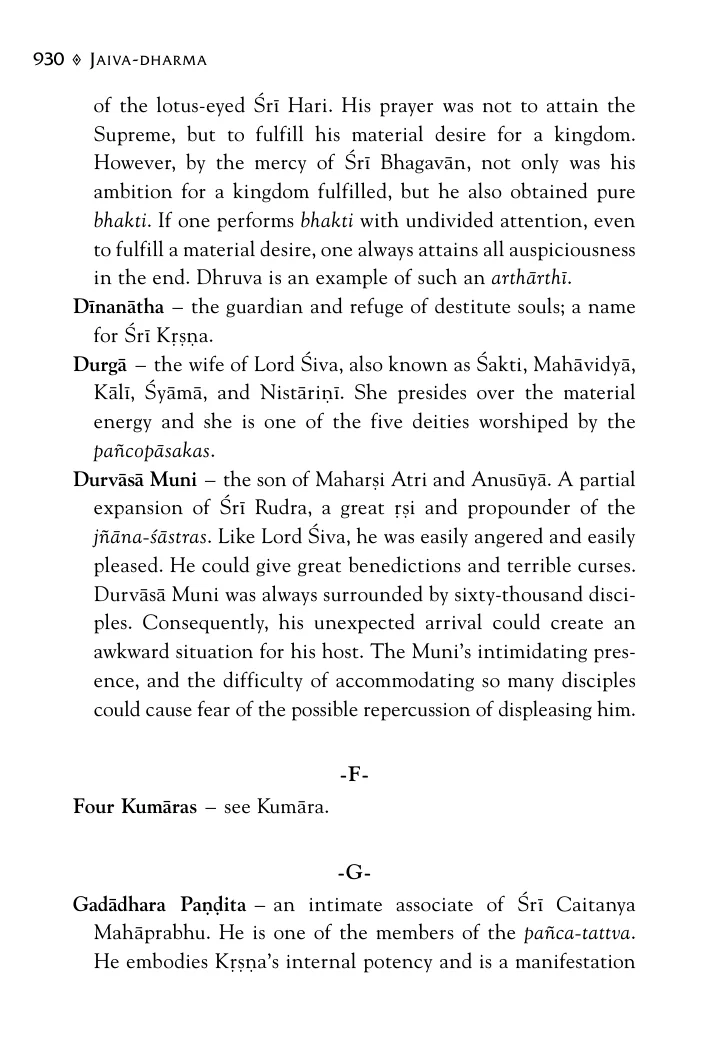 930 ◊ JAIVA-DHARMA
of the lotus-eyed Śrī Hari. His prayer was not to attain the
Supreme, but to fulfill his material desire for a kingdom.
However, by the mercy of Śrī Bhagavān, not only was his
ambition for a kingdom fulfilled, but he also obtained pure
bhakti. If one performs bhakti with undivided attention, even
to fulfill a material desire, one always attains all auspiciousness
in the end. Dhruva is an example of such an arthārthī.
Dīnanātha – the guardian and refuge of destitute souls; a name
for Śrī Kṛṣṇa.
Durgā – the wife of Lord Śiva, also known as Śakti, Mahāvidyā,
Kālī, Śyāmā, and Nistāriṇī. She presides over the material
energy and she is one of the five deities worshiped by the
pañcopāsakas.
Durvāsā Muni – the son of Maharṣi Atri and Anusūyā. A partial
expansion of Śrī Rudra, a great ṛṣi and propounder of the
jñāna-śāstras. Like Lord Śiva, he was easily angered and easily
pleased. He could give great benedictions and terrible curses.
Durvāsā Muni was always surrounded by sixty-thousand disci-
ples. Consequently, his unexpected arrival could create an
awkward situation for his host. The Muni’s intimidating pres-
ence, and the difficulty of accommodating so many disciples
could cause fear of the possible repercussion of displeasing him.
-F-
Four Kumāras – see Kumāra.
-G-
Gadādhara Paṇḍita – an intimate associate of Śrī Caitanya
Mahāprabhu. He is one of the members of the pañca-tattva.
He embodies Kṛṣṇa’s internal potency and is a manifestation